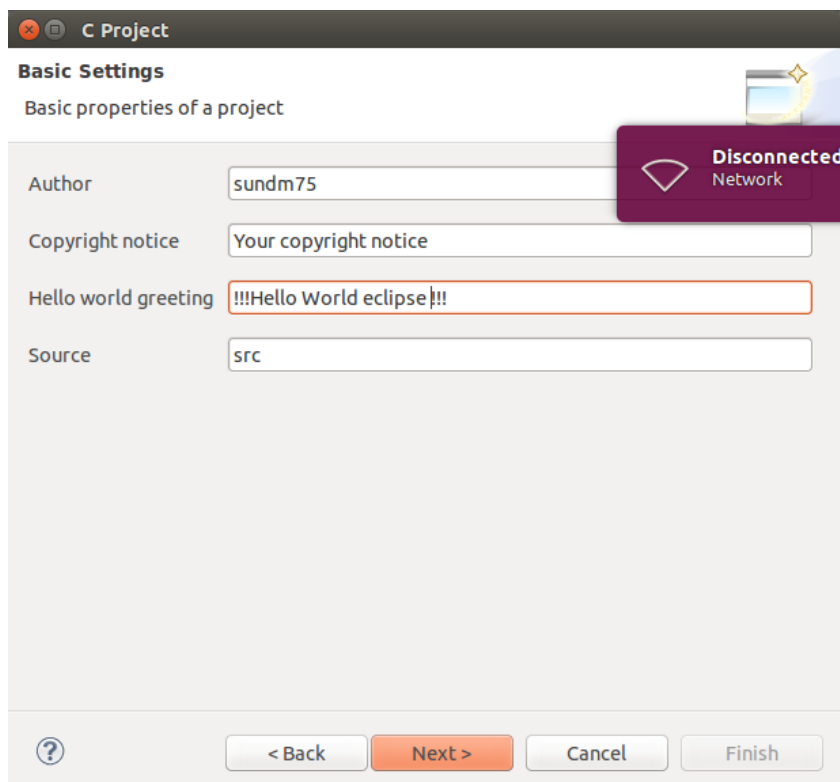 C Project
Basic Settings
Basic properties of a project
Disconnected
Network
Author sundm75
Copyright notice Your copyright notice
Hello world greeting !!!Hello World eclipse !!!
Source src
< Back Next > Cancel Finish